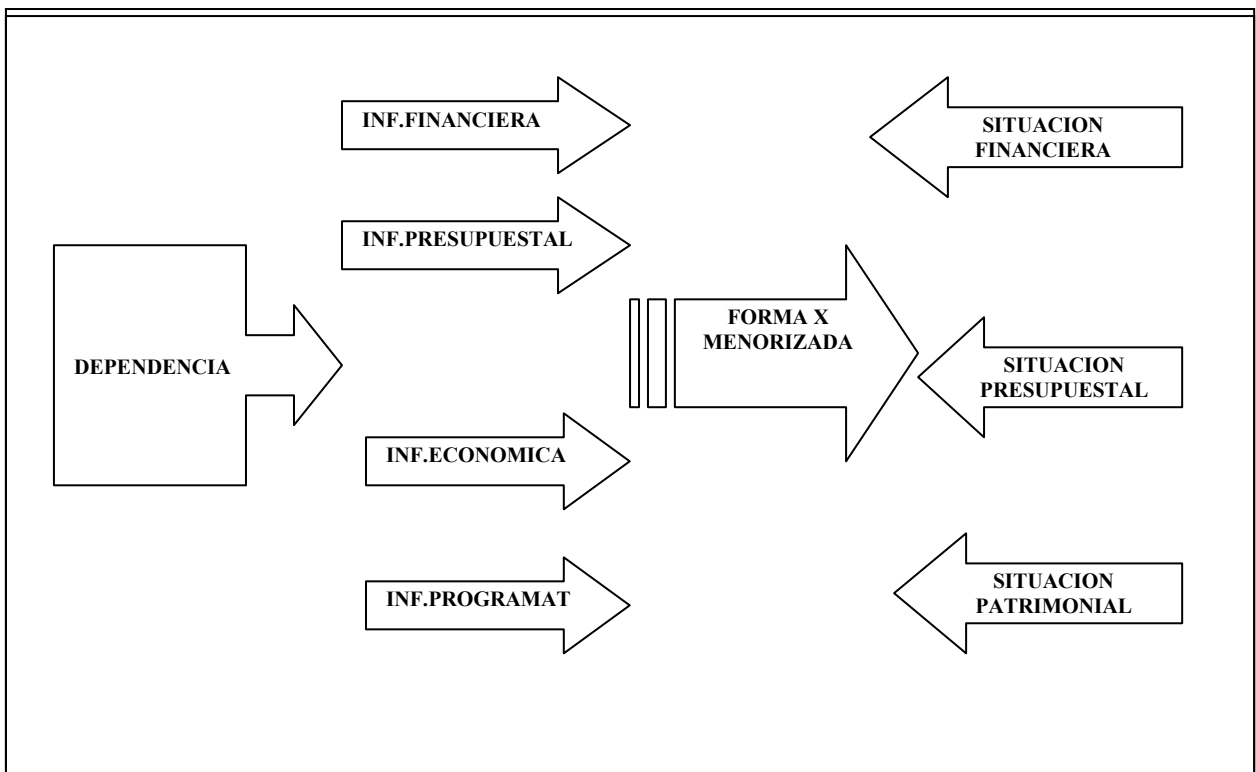 INF.FINANCIERA
SITUACION
FINANCIERA
INF.PRESUPUESTAL
DEPENDENCIA
FORMA X
MENORIZADA
SITUACION
PRESUPUESTAL
INF.ECONOMICA
INF.PROGRAMAT
SITUACION
PATRIMONIAL